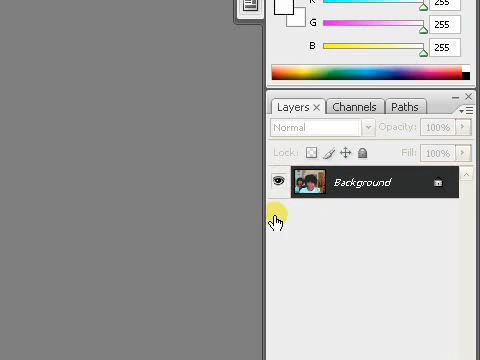 R 255
G 255
B 255
Layers × Channels Paths
Normal Opacity: 100%
Lock: Fill: 100%
Background